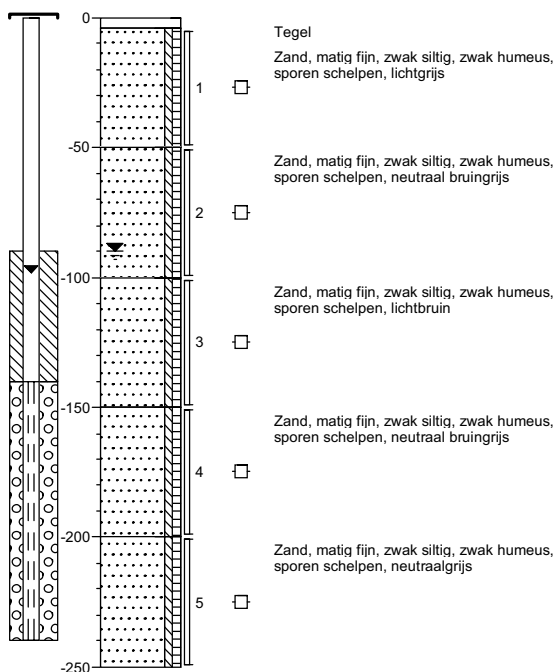 0
Tegel
Zand, matig fijn, zwak siltig, zwak humeus,
sporen schelpen, lichtgrijs
1
-50
Zand, matig fijn, zwak siltig, zwak humeus,
sporen schelpen, neutraal bruingrijs
2
-100
Zand, matig fijn, zwak siltig, zwak humeus,
sporen schelpen, lichtbruin
3
-150
Zand, matig fijn, zwak siltig, zwak humeus,
sporen schelpen, neutraal bruingrijs
4
-200
Zand, matig fijn, zwak siltig, zwak humeus,
sporen schelpen, neutraalgrijs
5
-250